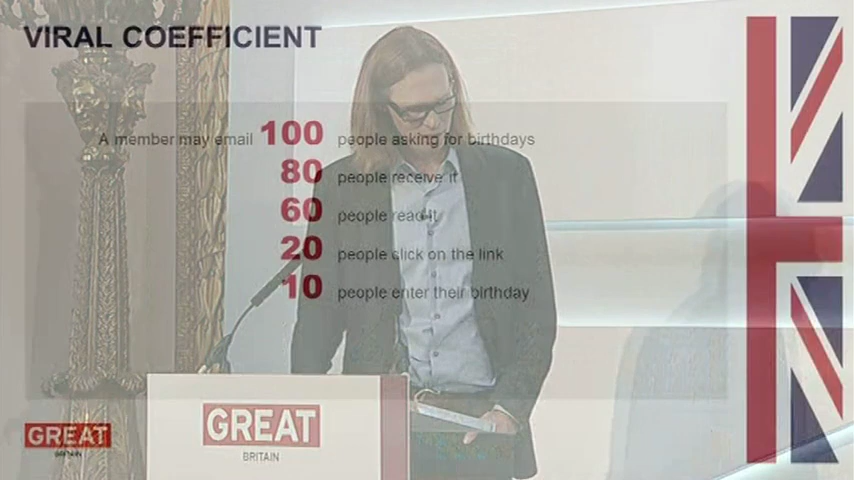 VIRAL COEFFICIENT
A member may email 100 people asking for birthdays
80 people receive it
60 people read it
20 people click on the link
10 people enter their birthday
GREAT
BRITAIN
GREAT
BRITAIN